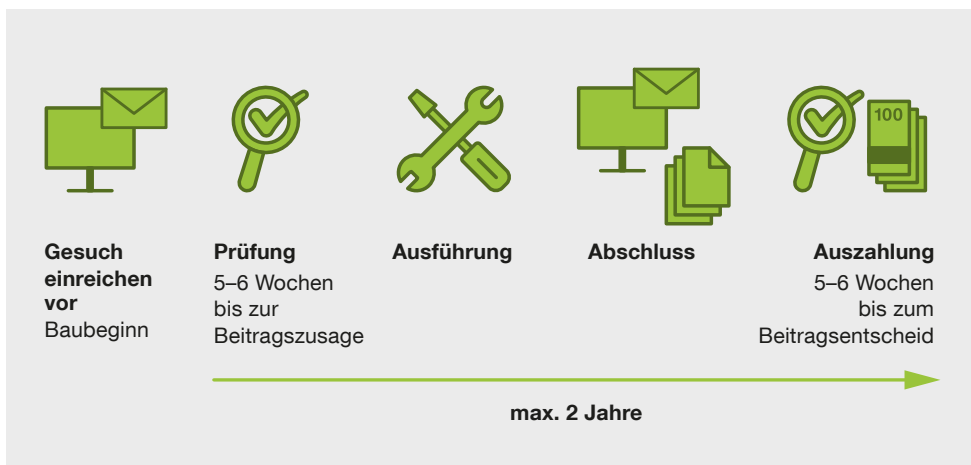 100
Gesuch
einreichen
vor
Baubeginn
Prüfung
5–6 Wochen
bis zur
Beitragszusage
Ausführung
Abschluss
Auszahlung
5–6 Wochen
bis zum
Beitragsentscheid
max. 2 Jahre